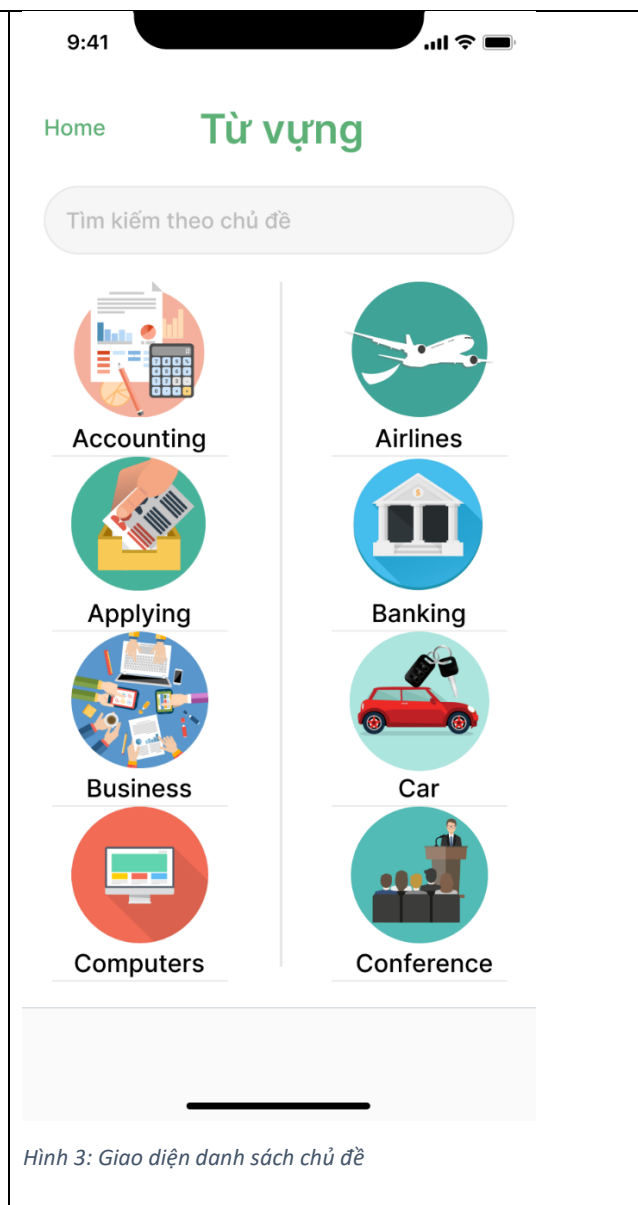 9:41
Home
Từ vựng
Tìm kiếm theo chủ đề
Accounting
Airlines
Applying
Banking
Business
Car
Computers
Conference
Hình 3: Giao diện danh sách chủ đề